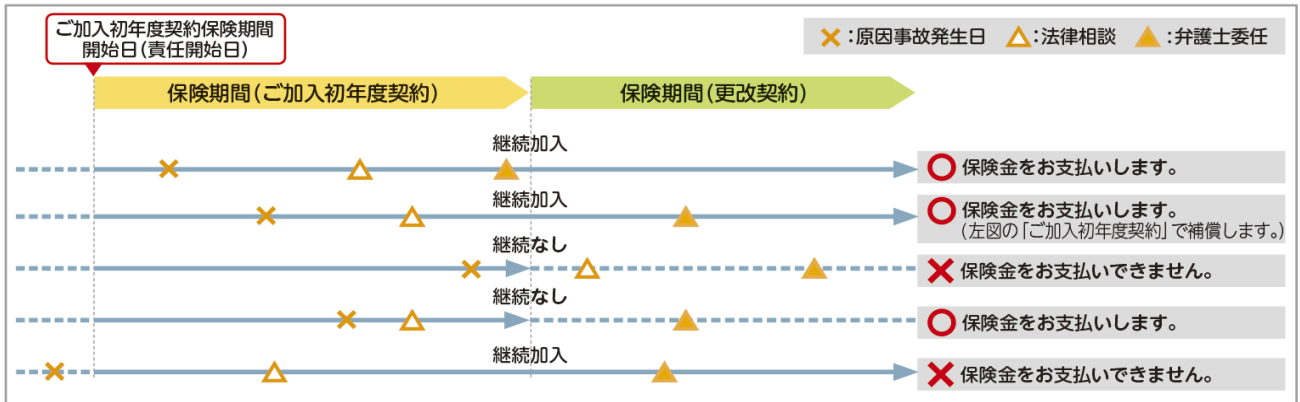 ご加入初年度契約保険期間
開始日(責任開始日)
×:原因事故発生日 △:法律相談 ▲:弁護士委任
保険期間(ご加入初年度契約)
保険期間(更改契約)
継続加入
保険金をお支払いします。
継続加入
保険金をお支払いします。
(左図の「ご加入初年度契約」で補償します。)
継続なし
保険金をお支払いできません。
継続なし
保険金をお支払いします。
継続加入
保険金をお支払いできません。